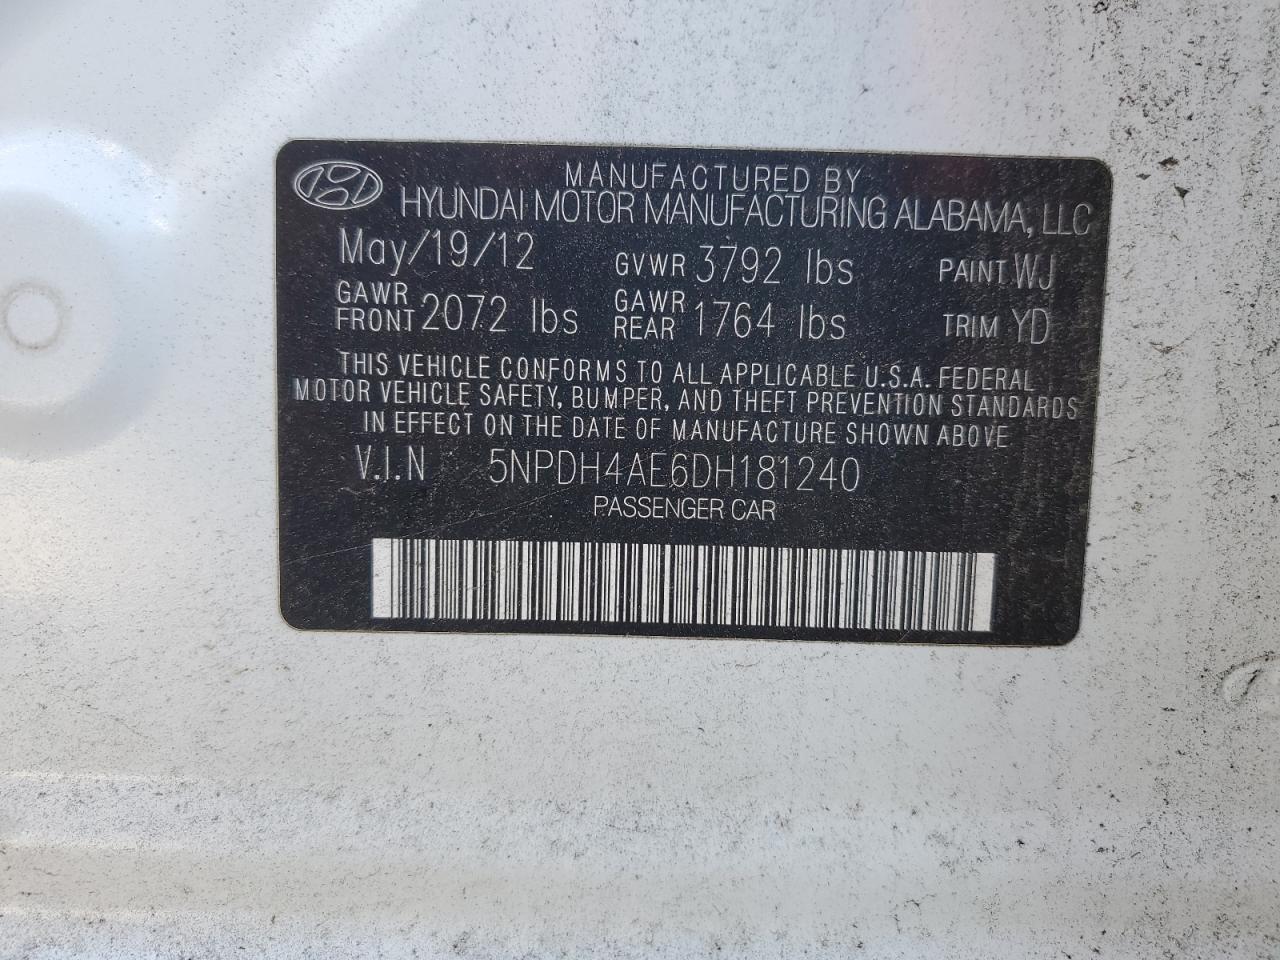 MANUFACTURED BY
HYUNDAI MOTOR MANUFACTURING ALABAMA, LLC
May/19/12 GVWR 3792 lbs PAINT WJ
GAWR FRONT 2072 lbs GAWR REAR 1764 lbs TRIM YD
THIS VEHICLE CONFORMS TO ALL APPLICABLE U.S.A. FEDERAL
MOTOR VEHICLE SAFETY, BUMPER, AND THEFT PREVENTION STANDARDS
IN EFFECT ON THE DATE OF MANUFACTURE SHOWN ABOVE
V.I.N 5NPDH4AE6DH181240
PASSENGER CAR